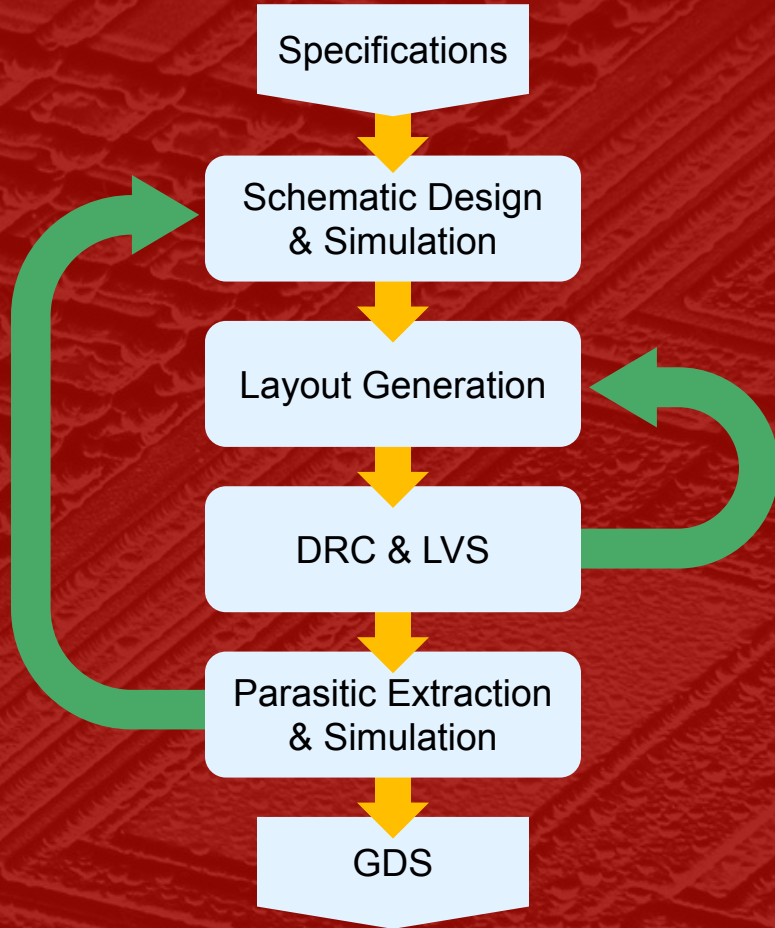 Specifications
Schematic Design
& Simulation
Layout Generation
DRC & LVS
Parasitic Extraction
& Simulation
GDS